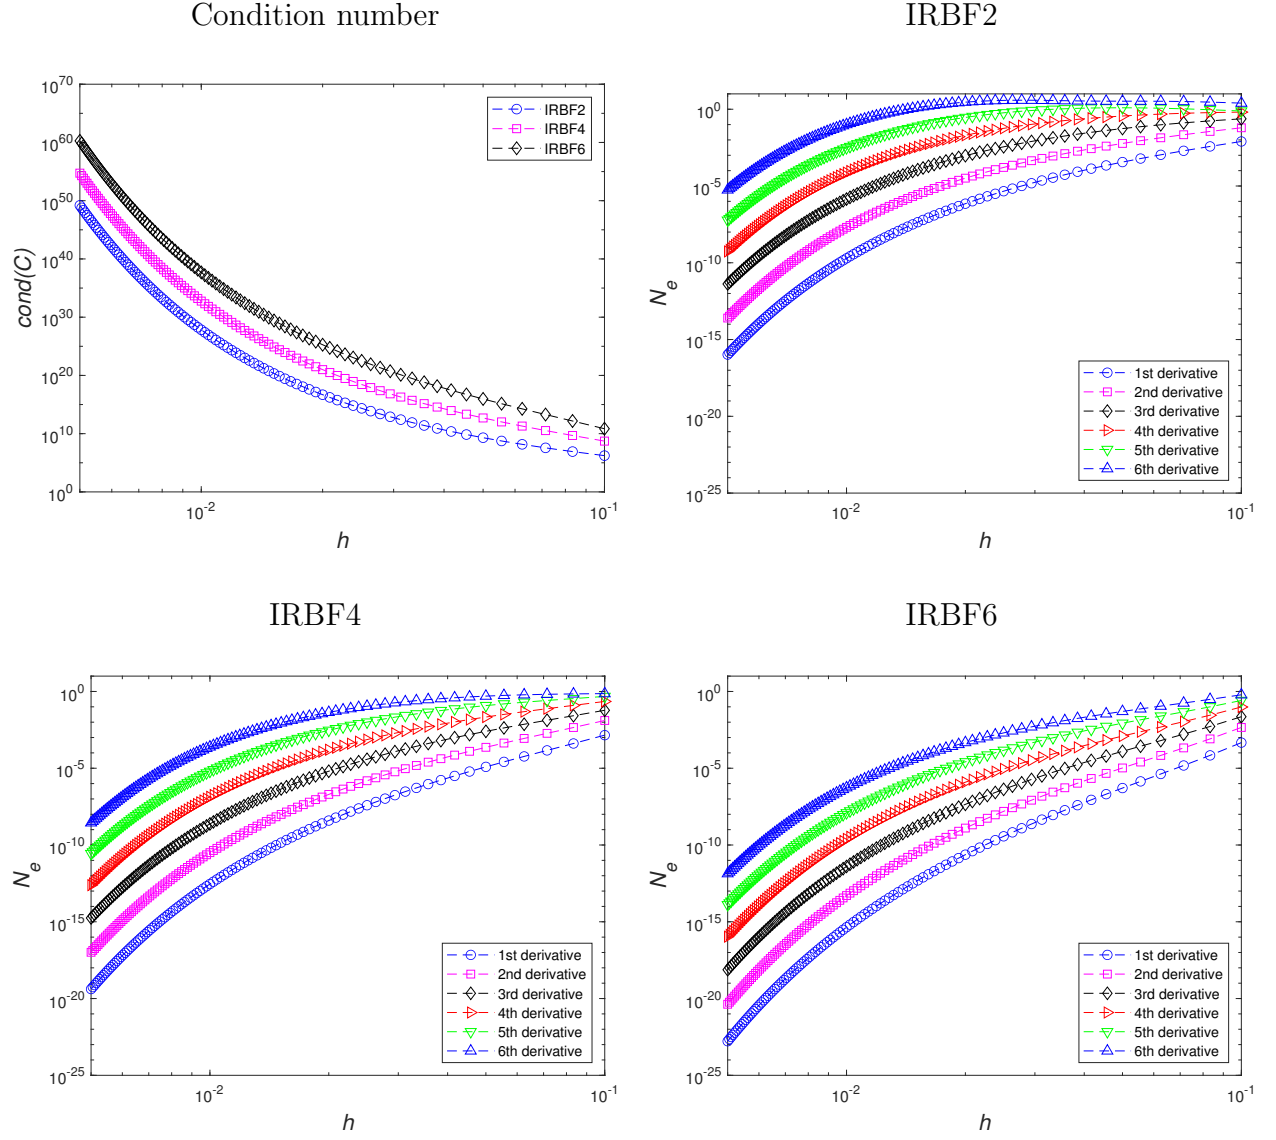 Condition number
10^70
10^60
10^50
10^40
10^30
10^20
10^10
10^0
cond(C)
10^-2
10^-1
h
IRBF2
IRBF4
IRBF6
IRBF2
10^0
10^-5
10^-10
10^-15
10^-20
10^-25
N_e
10^-2
10^-1
h
1st derivative
2nd derivative
3rd derivative
4th derivative
5th derivative
6th derivative
IRBF4
10^0
10^-5
10^-10
10^-15
10^-20
10^-25
N_e
10^-2
10^-1
h
1st derivative
2nd derivative
3rd derivative
4th derivative
5th derivative
6th derivative
IRBF6
10^0
10^-5
10^-10
10^-15
10^-20
10^-25
N_e
10^-2
10^-1
h
1st derivative
2nd derivative
3rd derivative
4th derivative
5th derivative
6th derivative